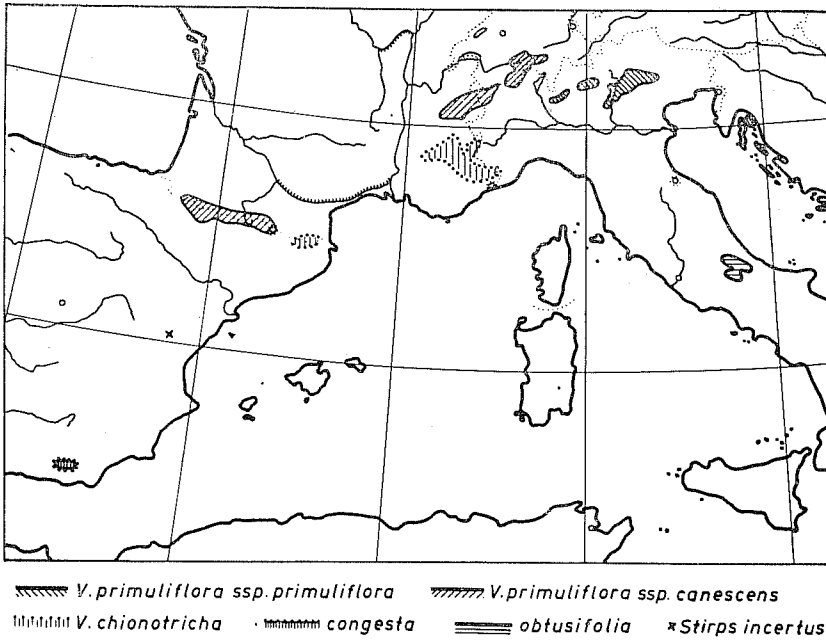 V. primuliflora ssp. primuliflora V. primuliflora ssp. canescens
V. chionotricha congesta obtusifolia Stirps incertus